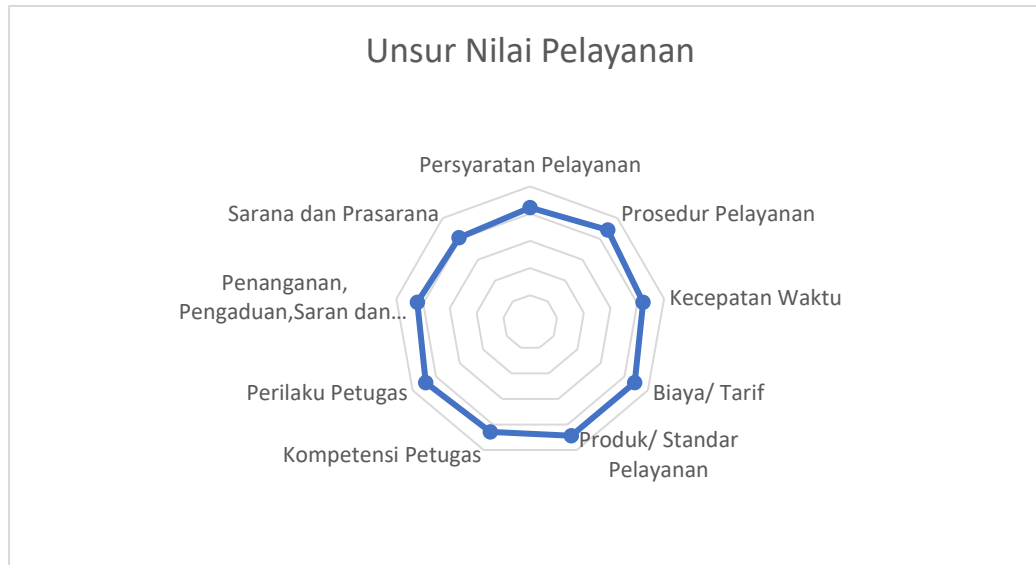 Unsur Nilai Pelayanan
Persyaratan Pelayanan
Prosedur Pelayanan
Kecepatan Waktu
Biaya/ Tarif
Produk/ Standar
Pelayanan
Kompetensi Petugas
Perilaku Petugas
Penanganan,
Pengaduan,Saran dan...
Sarana dan Prasarana